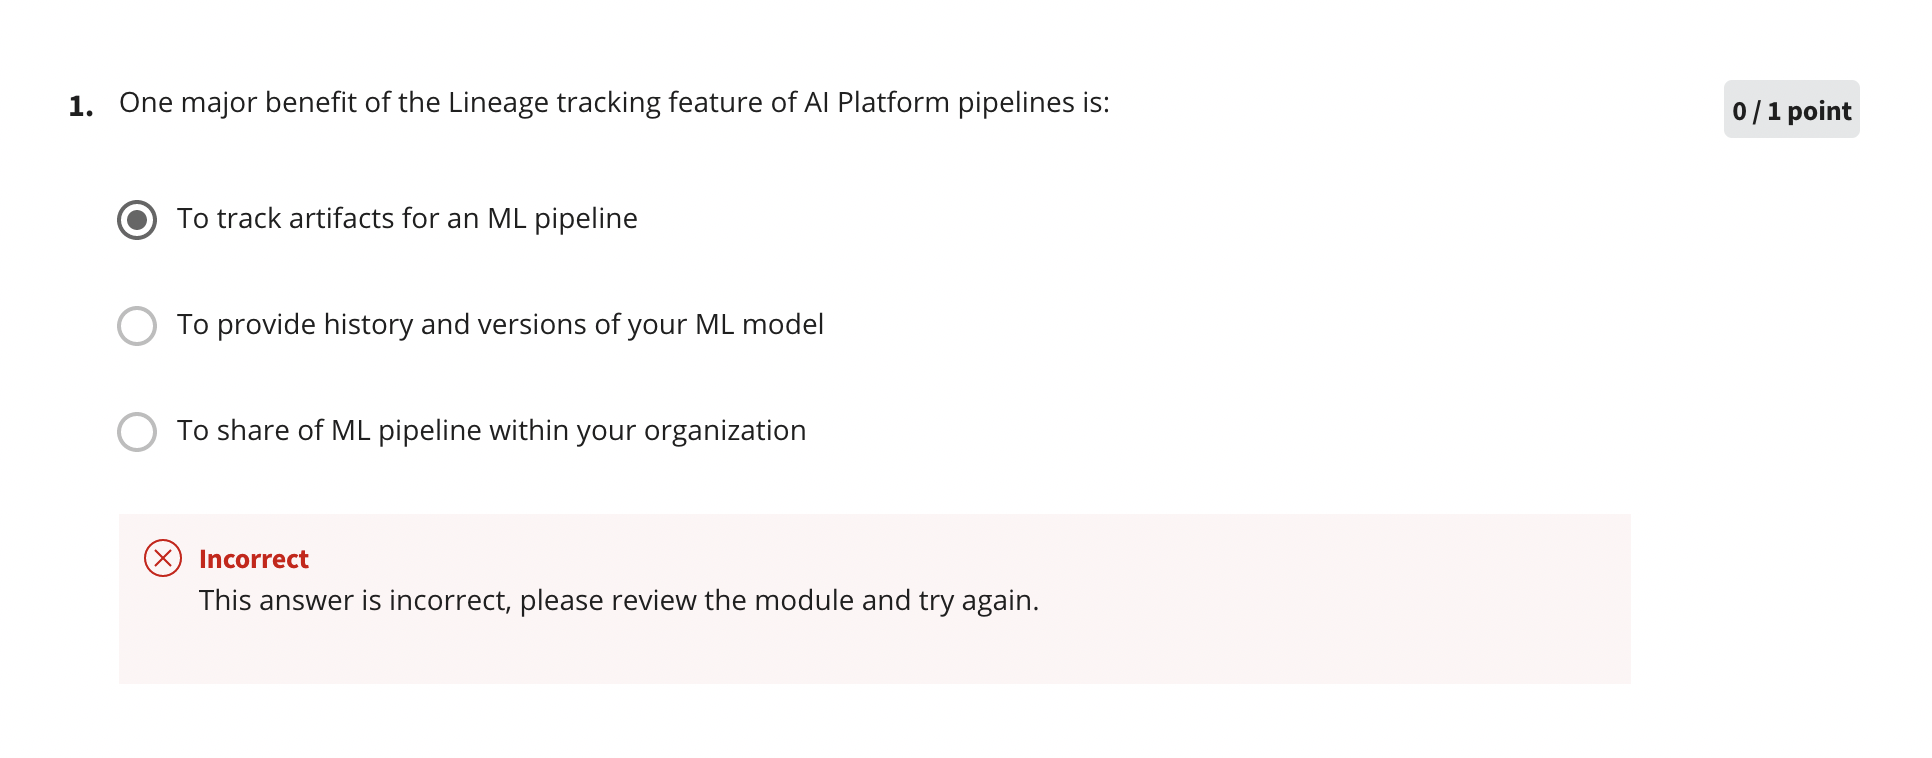 1. One major benefit of the Lineage tracking feature of AI Platform pipelines is:
0 / 1 point
To track artifacts for an ML pipeline
To provide history and versions of your ML model
To share of ML pipeline within your organization
Incorrect
This answer is incorrect, please review the module and try again.